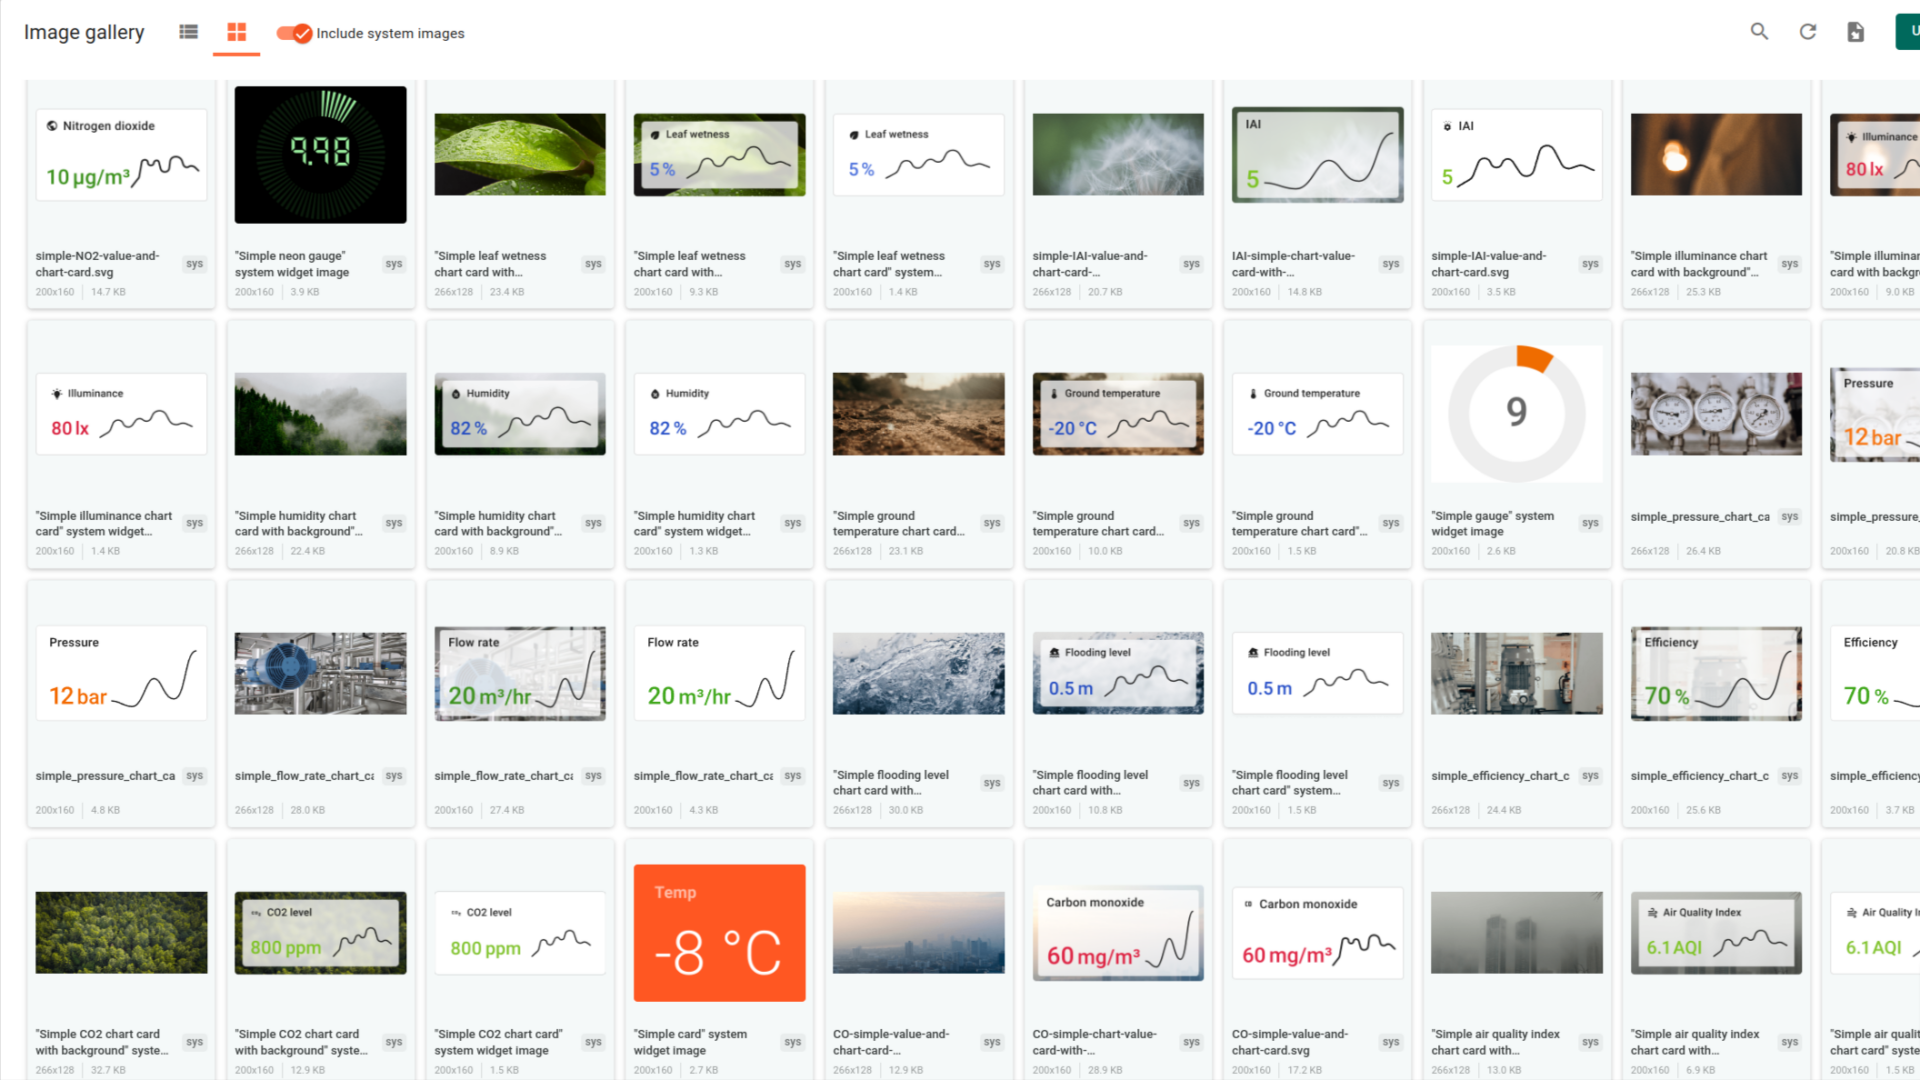 Image gallery
Include system images
U
Nitrogen dioxide
10 µg/m³
9.98
Leaf wetness
5 %
Leaf wetness
5 %
IAI
5
IAI
5
Illuminance
80 lx
simple-NO2-value-and-
chart-card.svg
sys
200x160
14.7 KB
"Simple neon gauge"
system widget image
sys
200x160
3.9 KB
"Simple leaf wetness
chart card with...
sys
266x128
23.4 KB
"Simple leaf wetness
chart card with...
sys
200x160
9.3 KB
"Simple leaf wetness
chart card" system...
sys
200x160
1.4 KB
simple-IAI-value-and-
chart-card-...
sys
266x128
20.7 KB
IAI-simple-chart-value-
card-with-...
sys
200x160
14.8 KB
simple-IAI-value-and-
chart-card.svg
sys
200x160
3.5 KB
"Simple illuminance chart
card with background"...
sys
266x128
25.3 KB
"Simple illuminan
card with backgr
200x160
9.0 KB
Illuminance
80 lx
Humidity
82 %
Humidity
82 %
Ground temperature
-20 °C
Ground temperature
-20 °C
9
Pressure
12 bar
"Simple illuminance chart
card" system widget...
sys
200x160
1.4 KB
"Simple humidity chart
card with background"...
sys
266x128
22.4 KB
"Simple humidity chart
card with background"...
sys
200x160
8.9 KB
"Simple humidity chart
card" system widget...
sys
200x160
1.3 KB
"Simple ground
temperature chart card...
sys
266x128
23.1 KB
"Simple ground
temperature chart card...
sys
200x160
10.0 KB
"Simple ground
temperature chart card"...
sys
200x160
1.5 KB
"Simple gauge" system
widget image
sys
200x160
2.6 KB
simple_pressure_chart_ca
sys
266x128
26.4 KB
simple_pressure_
200x160
20.8 KB
Pressure
12 bar
Flow rate
20 m³/hr
Flow rate
20 m³/hr
Flooding level
0.5 m
Flooding level
0.5 m
Efficiency
70 %
Efficiency
70 %
simple_pressure_chart_ca
sys
200x160
4.8 KB
simple_flow_rate_chart_ca
sys
266x128
28.0 KB
simple_flow_rate_chart_ca
sys
200x160
27.4 KB
simple_flow_rate_chart_ca
sys
200x160
4.3 KB
"Simple flooding level
chart card with...
sys
266x128
30.0 KB
"Simple flooding level
chart card with...
sys
200x160
10.8 KB
"Simple flooding level
chart card" system...
sys
200x160
1.5 KB
simple_efficiency_chart_c
sys
266x128
24.4 KB
simple_efficiency_chart_c
sys
200x160
25.6 KB
simple_efficiency
200x160
3.7 KB
CO2 level
800 ppm
CO2 level
800 ppm
Temp
-8 °C
Carbon monoxide
60 mg/m³
Carbon monoxide
60 mg/m³
Air Quality Index
6.1 AQI
Air Quality I
6.1 AQI
"Simple CO2 chart card
with background" syste...
sys
266x128
32.7 KB
"Simple CO2 chart card
with background" syste...
sys
200x160
12.9 KB
"Simple CO2 chart card"
system widget image
sys
200x160
1.5 KB
"Simple card" system
widget image
sys
200x160
2.7 KB
CO-simple-value-and-
chart-card-...
sys
266x128
12.9 KB
CO-simple-chart-value-
card-with-...
sys
200x160
28.9 KB
CO-simple-value-and-
chart-card.svg
sys
200x160
17.2 KB
"Simple air quality index
chart card with...
sys
266x128
13.0 KB
"Simple air quality index
chart card with...
sys
200x160
6.9 KB
"Simple air qualit
chart card" syste
200x160
1.5 KB